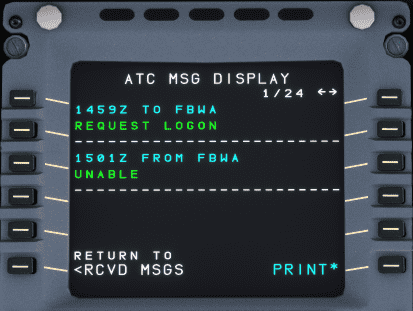 ATC MSG DISPLAY
1/24 ←→
1459Z TO FBWA
REQUEST LOGON
--------------------------------
1501Z FROM FBWA
UNABLE
--------------------------------
RETURN TO
<RCVD MSGS
PRINT*